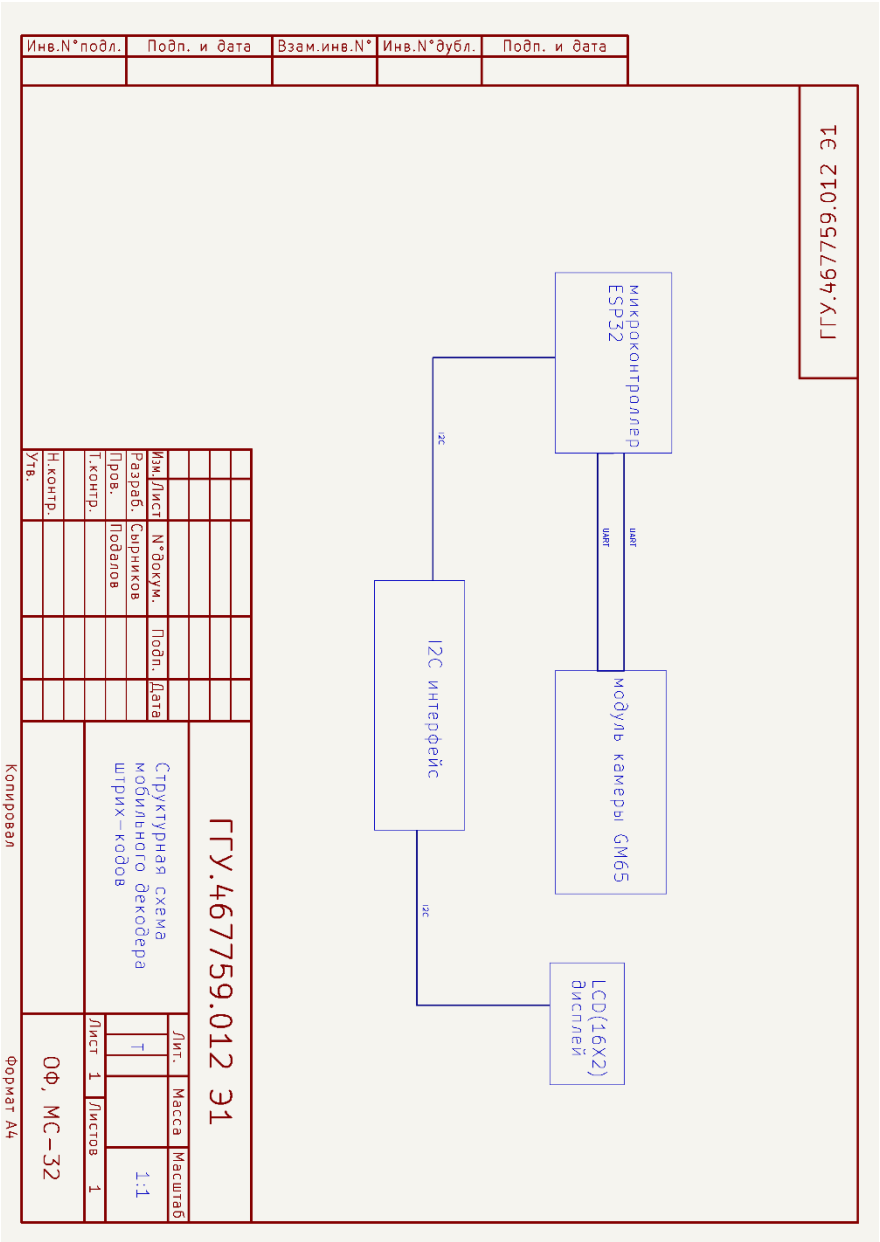 Инв.N°подл.
Подп. и дата
Взам.инв.N°
Инв.N°дубл.
Подп. и дата
ГГУ.467759.012 Э1
микроконтроллер
ESP32
UART
UART
модуль камеры GM65
I2C
I2C интерфейс
I2C
LCD(16X2)
дисплей
ГГУ.467759.012 Э1
Изм.
Лист
N°докум.
Подп.
Дата
Разраб.
Сырников
Пров.
Подалов
Т.контр.
Н.контр.
Утв.
Структурная схема
мобильного декодера
штрих-кодов
Лит.
Масса
Масштаб
Т
1:1
Лист 1
Листов 1
ОФ, МС-32
Копировал
Формат А4